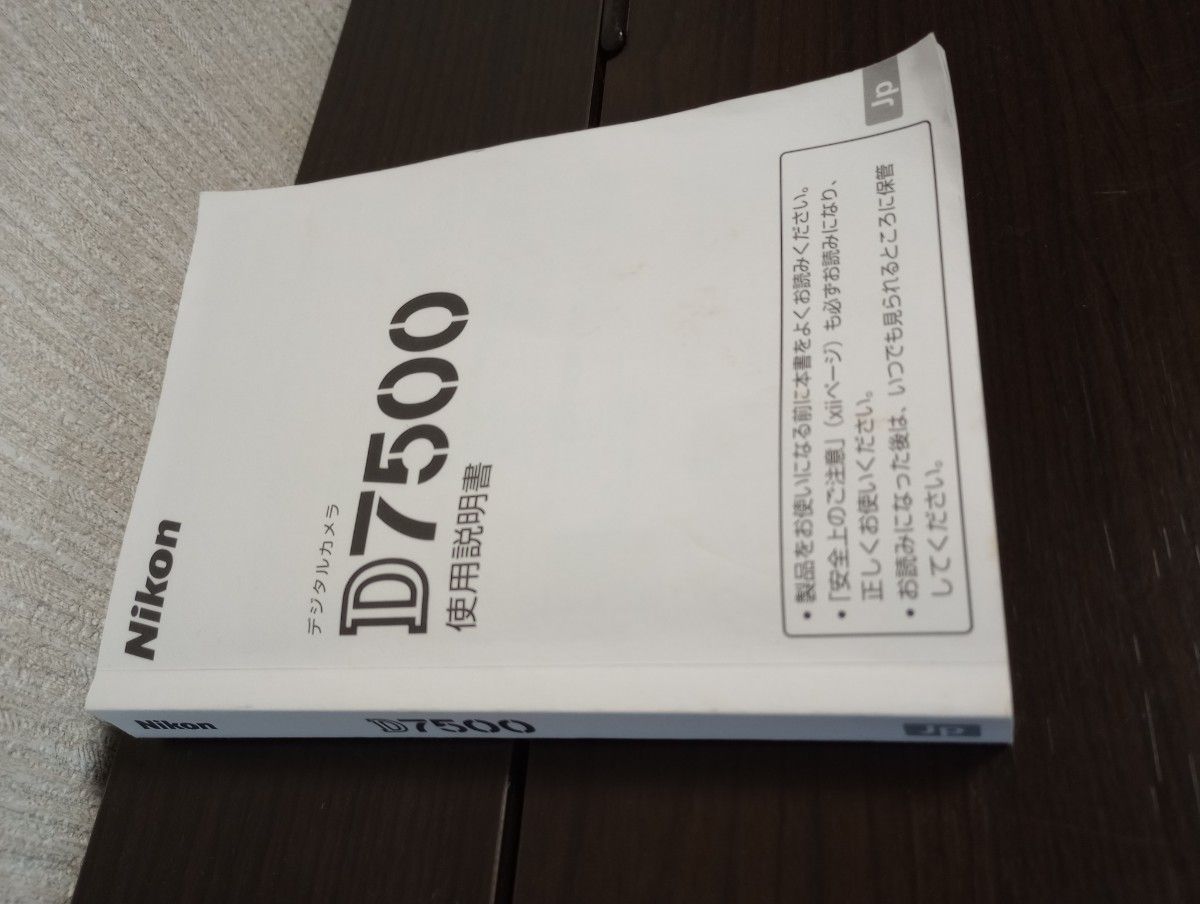 Nikon
デジタルカメラ
D7500
使用説明書
• 製品をお使いになる前に本書をよくお読みください。
• 「安全上のご注意」（xiiページ）も必ずお読みになり、
正しくお使いください。
• お読みになった後は、いつでも見られるところに保管
してください。
Jp
Nikon
D7500
Jp